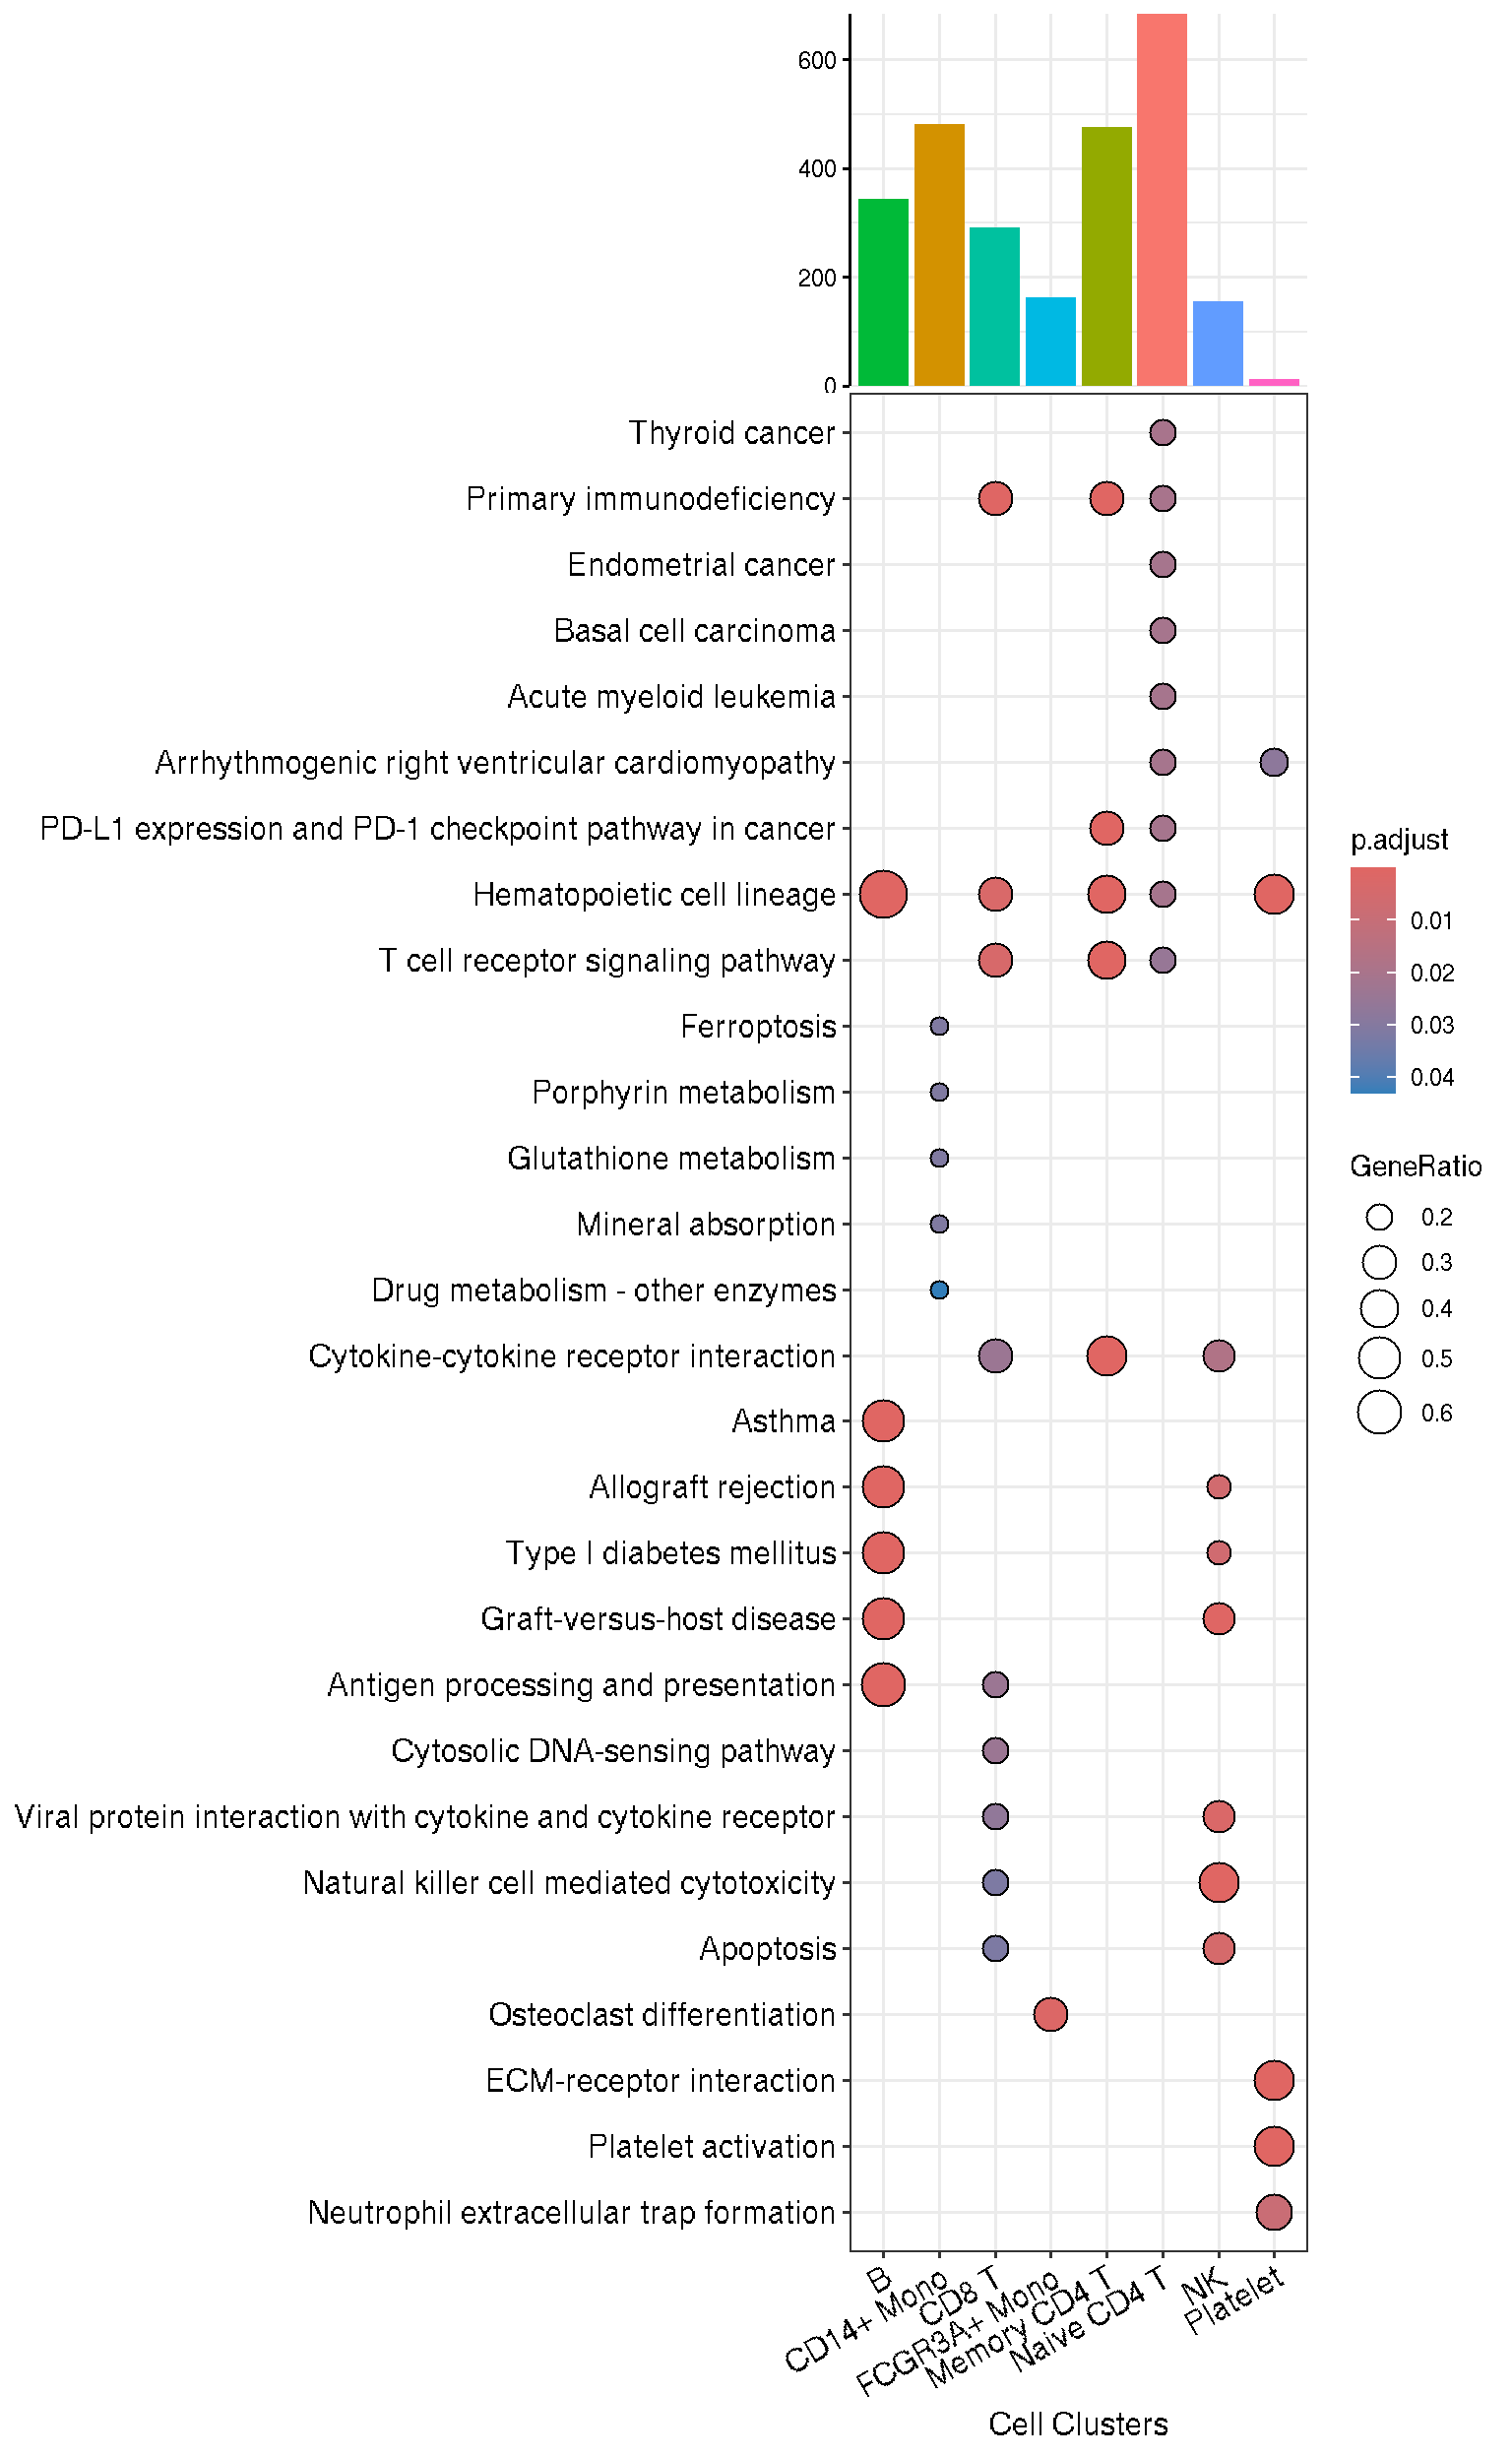 600
400
200
0
Thyroid cancer
Primary immunodeficiency
Endometrial cancer
Basal cell carcinoma
Acute myeloid leukemia
Arrhythmogenic right ventricular cardiomyopathy
PD-L1 expression and PD-1 checkpoint pathway in cancer
Hematopoietic cell lineage
T cell receptor signaling pathway
Ferroptosis
Porphyrin metabolism
Glutathione metabolism
Mineral absorption
Drug metabolism - other enzymes
Cytokine-cytokine receptor interaction
Asthma
Allograft rejection
Type I diabetes mellitus
Graft-versus-host disease
Antigen processing and presentation
Cytosolic DNA-sensing pathway
Viral protein interaction with cytokine and cytokine receptor
Natural killer cell mediated cytotoxicity
Apoptosis
Osteoclast differentiation
ECM-receptor interaction
Platelet activation
Neutrophil extracellular trap formation
B
CD14+ Mono
CD8 T
FCGR3A+ Mono
Memory CD4 T
Naive CD4 T
NK
Platelet
Cell Clusters
p.adjust
0.01
0.02
0.03
0.04
GeneRatio
0.2
0.3
0.4
0.5
0.6